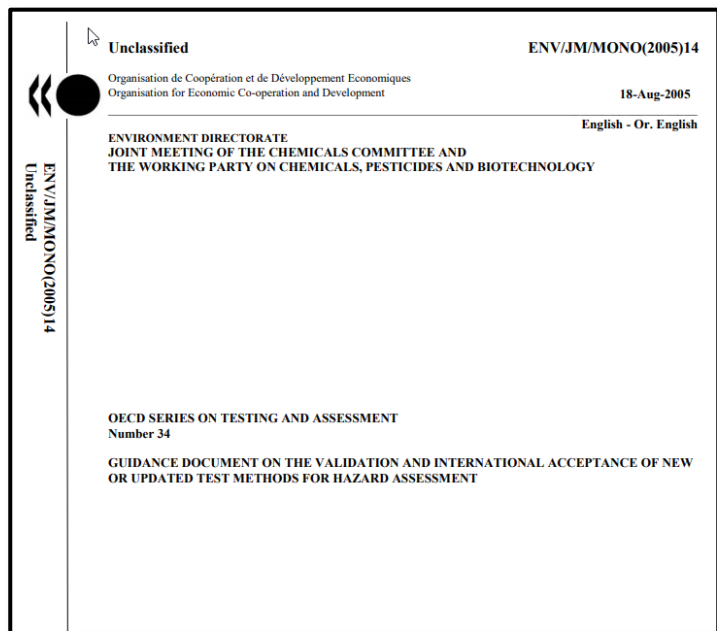 Unclassified ENV/JM/MONO(2005)14
Organisation de Coopération et de Développement Economiques
Organisation for Economic Co-operation and Development 18-Aug-2005
English - Or. English
ENVIRONMENT DIRECTORATE
JOINT MEETING OF THE CHEMICALS COMMITTEE AND
THE WORKING PARTY ON CHEMICALS, PESTICIDES AND BIOTECHNOLOGY
ENV/JM/MONO(2005)14
Unclassified
OECD SERIES ON TESTING AND ASSESSMENT
Number 34
GUIDANCE DOCUMENT ON THE VALIDATION AND INTERNATIONAL ACCEPTANCE OF NEW
OR UPDATED TEST METHODS FOR HAZARD ASSESSMENT